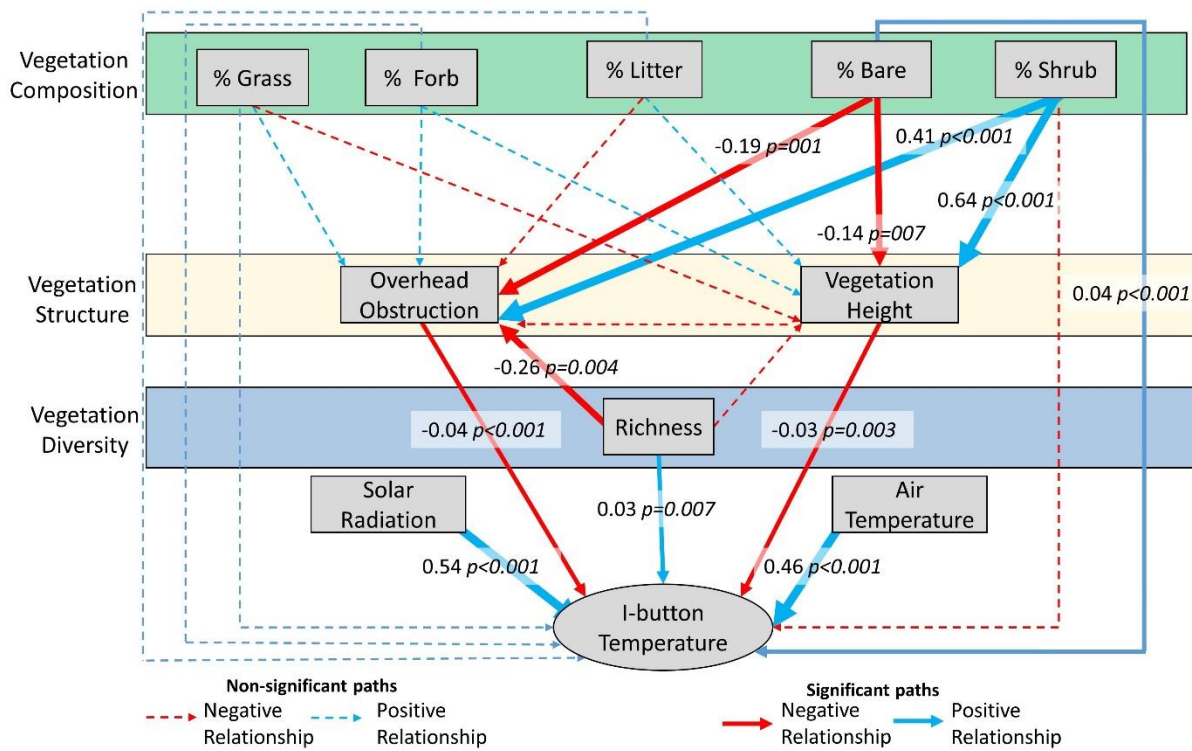 Vegetation
Composition
% Grass
% Forb
% Litter
% Bare
% Shrub
-0.19 p=001
0.41 p<0.001
0.64 p<0.001
-0.14 p=007
Vegetation
Structure
Overhead
Obstruction
Vegetation
Height
0.04 p<0.001
-0.26 p=0.004
Vegetation
Diversity
Richness
-0.04 p<0.001
-0.03 p=0.003
Solar
Radiation
0.03 p=0.007
Air
Temperature
0.54 p<0.001
0.46 p<0.001
I-button
Temperature
Non-significant paths
Negative
Relationship
Positive
Relationship
Significant paths
Negative
Relationship
Positive
Relationship